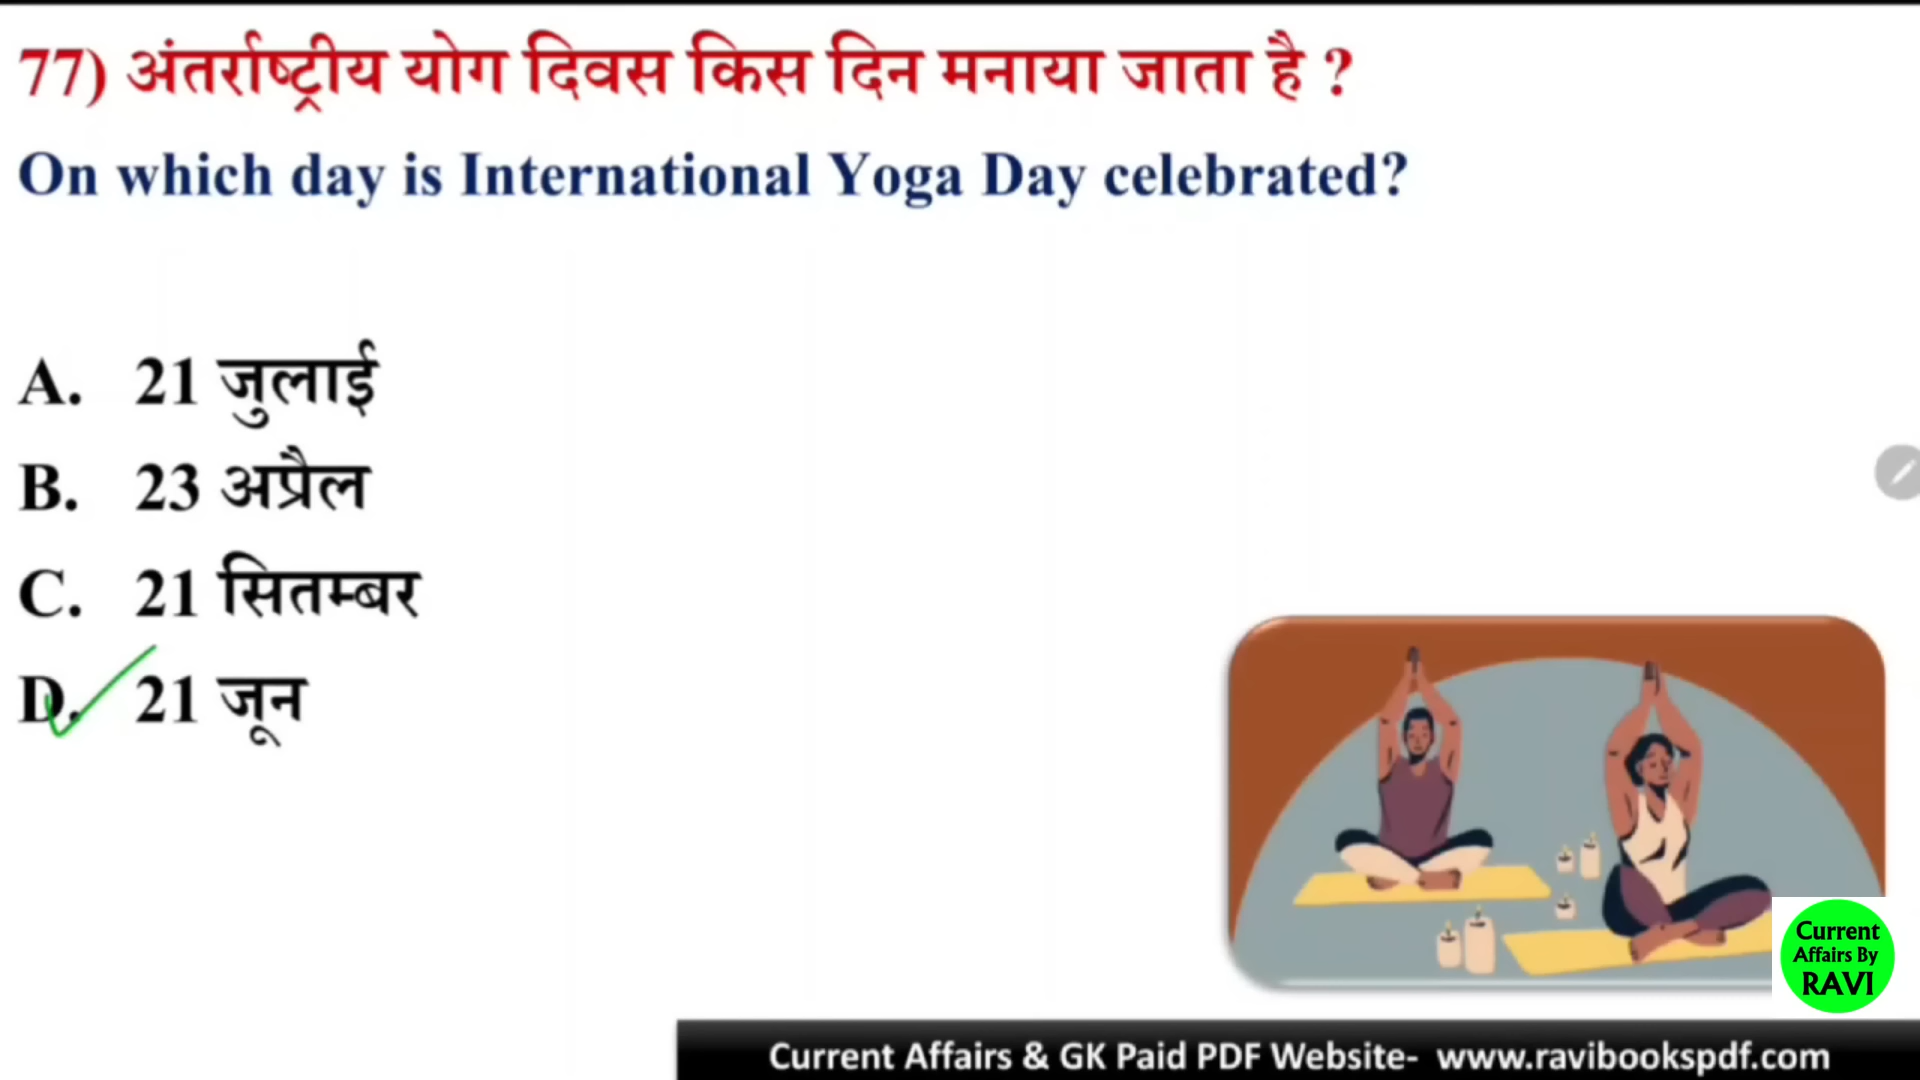 77) अंतर्राष्ट्रीय योग दिवस किस दिन मनाया जाता है ?
On which day is International Yoga Day celebrated?
A. 21 जुलाई
B. 23 अप्रैल
C. 21 सितम्बर
D. 21 जून
Current
Affairs By
RAVI
Current Affairs & GK Paid PDF Website- www.ravibookspdf.com